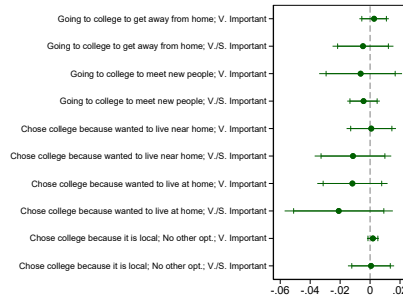 Going to college to get away from home; V. Important
Going to college to get away from home; V./S. Important
Going to college to meet new people; V. Important
Going to college to meet new people; V./S. Important
Chose college because wanted to live near home; V. Important
Chose college because wanted to live near home; V./S. Important
Chose college because wanted to live at home; V. Important
Chose college because wanted to live at home; V./S. Important
Chose college because it is local; No other opt.; V. Important
Chose college because it is local; No other opt.; V./S. Important
-.06 -.04 -.02 0 .02